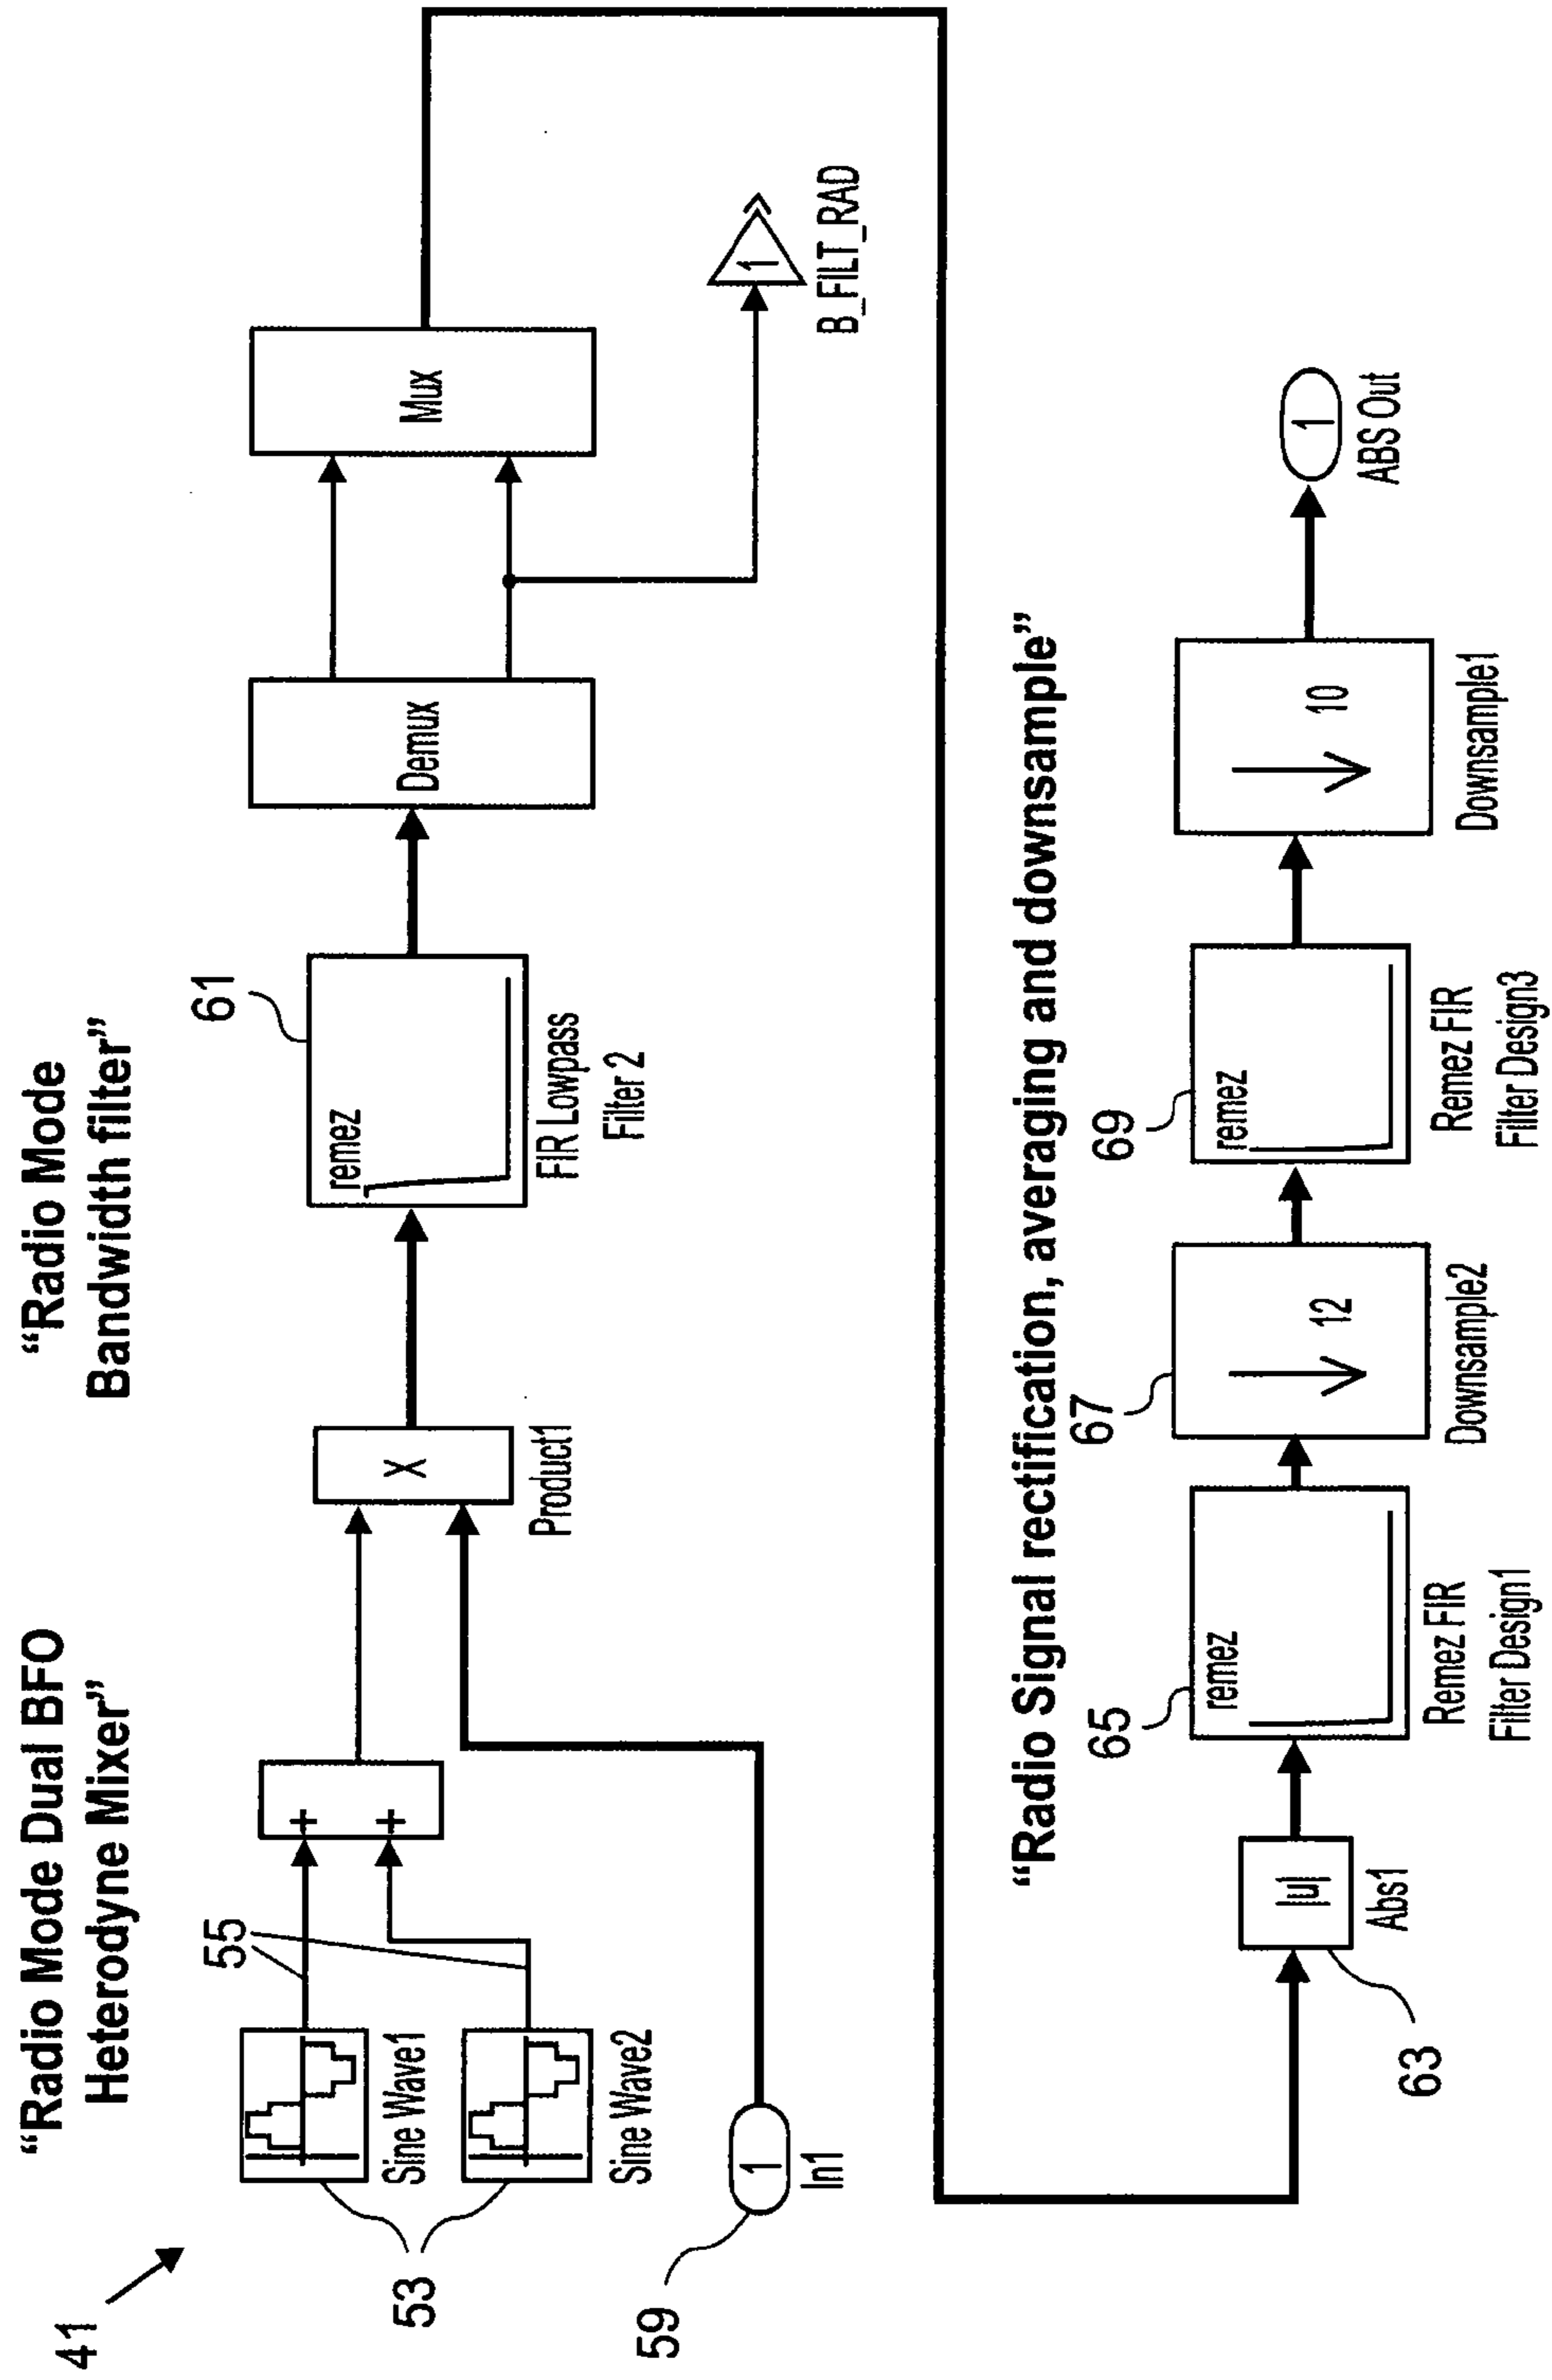 41
“Radio Mode Dual BFO
Heterodyne Mixer”
“Radio Mode
Bandwidth filter”
53
Sine Wave1
Sine Wave2
55
+
+
59
1
In1
X
Product1
61
remez
FIR Lowpass
Filter 2
Demux
Mux
1
B_FILT_RAD
“Radio Signal rectification, averaging and downsample”
63
|u|
Abs1
65
remez
Remez FIR
Filter Design1
67
12
Downsample2
69
remez
Remez FIR
Filter Design3
10
Downsample1
1
ABS Out